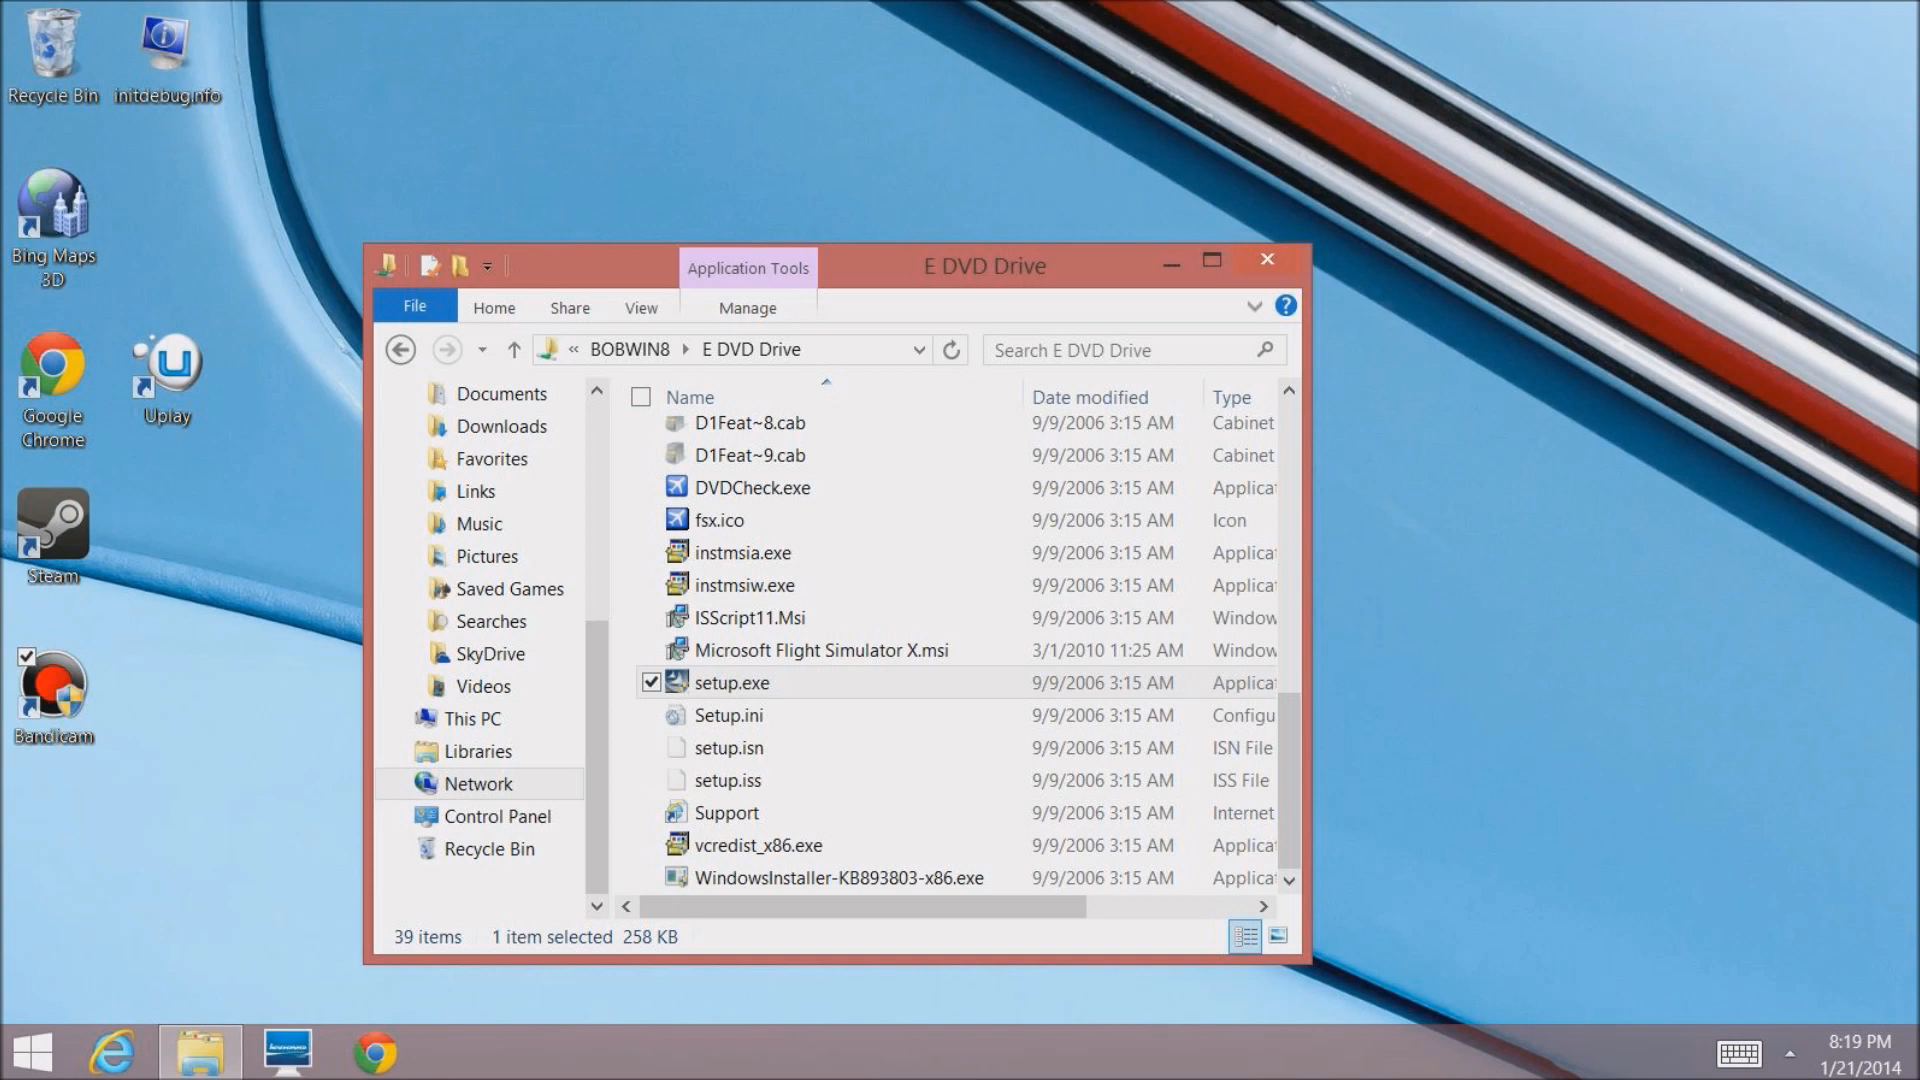 Recycle Bin
initdebug.nfo
Bing Maps
3D
Google
Chrome
Uplay
Steam
Bandicam
Application Tools
E DVD Drive
File
Home
Share
View
Manage
« BOBWIN8
E DVD Drive
Search E DVD Drive
Documents
Downloads
Favorites
Links
Music
Pictures
Saved Games
Searches
SkyDrive
Videos
This PC
Libraries
Network
Control Panel
Recycle Bin
Name Date modified Type
D1Feat~8.cab 9/9/2006 3:15 AM Cabinet
D1Feat~9.cab 9/9/2006 3:15 AM Cabinet
DVDCheck.exe 9/9/2006 3:15 AM Applicat
fsx.ico 9/9/2006 3:15 AM Icon
instmsia.exe 9/9/2006 3:15 AM Applicat
instmsiw.exe 9/9/2006 3:15 AM Applicat
ISScript11.Msi 9/9/2006 3:15 AM Window
Microsoft Flight Simulator X.msi 3/1/2010 11:25 AM Window
setup.exe 9/9/2006 3:15 AM Applicat
Setup.ini 9/9/2006 3:15 AM Configu
setup.isn 9/9/2006 3:15 AM ISN File
setup.iss 9/9/2006 3:15 AM ISS File
Support 9/9/2006 3:15 AM Internet
vcredist_x86.exe 9/9/2006 3:15 AM Applicat
WindowsInstaller-KB893803-x86.exe 9/9/2006 3:15 AM Applicat
39 items 1 item selected 258 KB
8:19 PM
1/21/2014